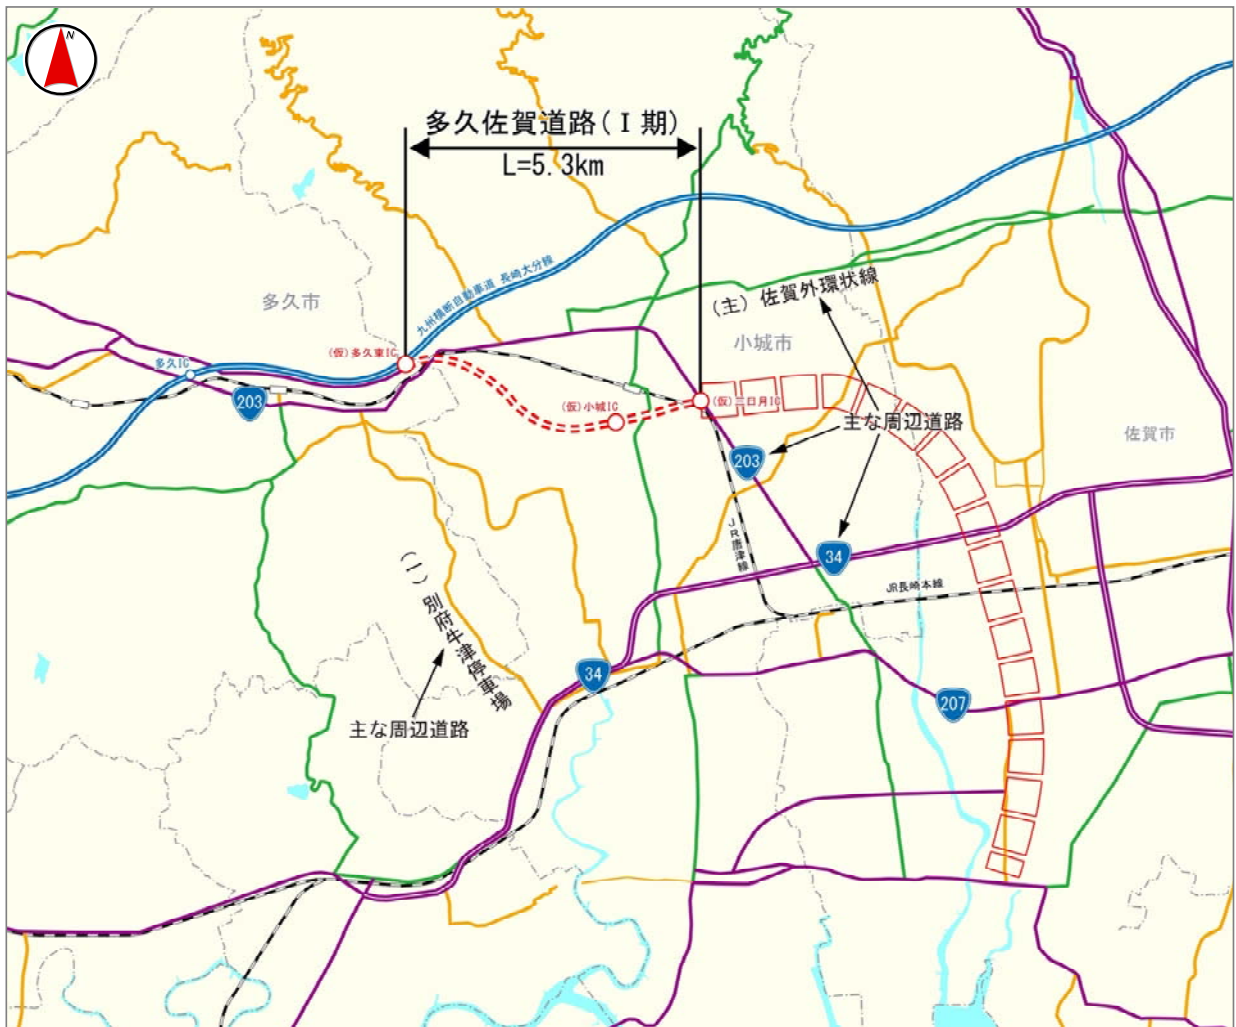 N
多久佐賀道路(Ⅰ期)
L=5.3km
九州横断自動車道 長崎大分線
多久市
(主) 佐賀外環状線
小城市
(仮)多久東IC
多久IC
203
(仮)小城IC
(仮)三日月IC
主な周辺道路
佐賀市
203
JR唐津線
34
JR長崎本線
(一) 別府牛津停車場
34
207
主な周辺道路